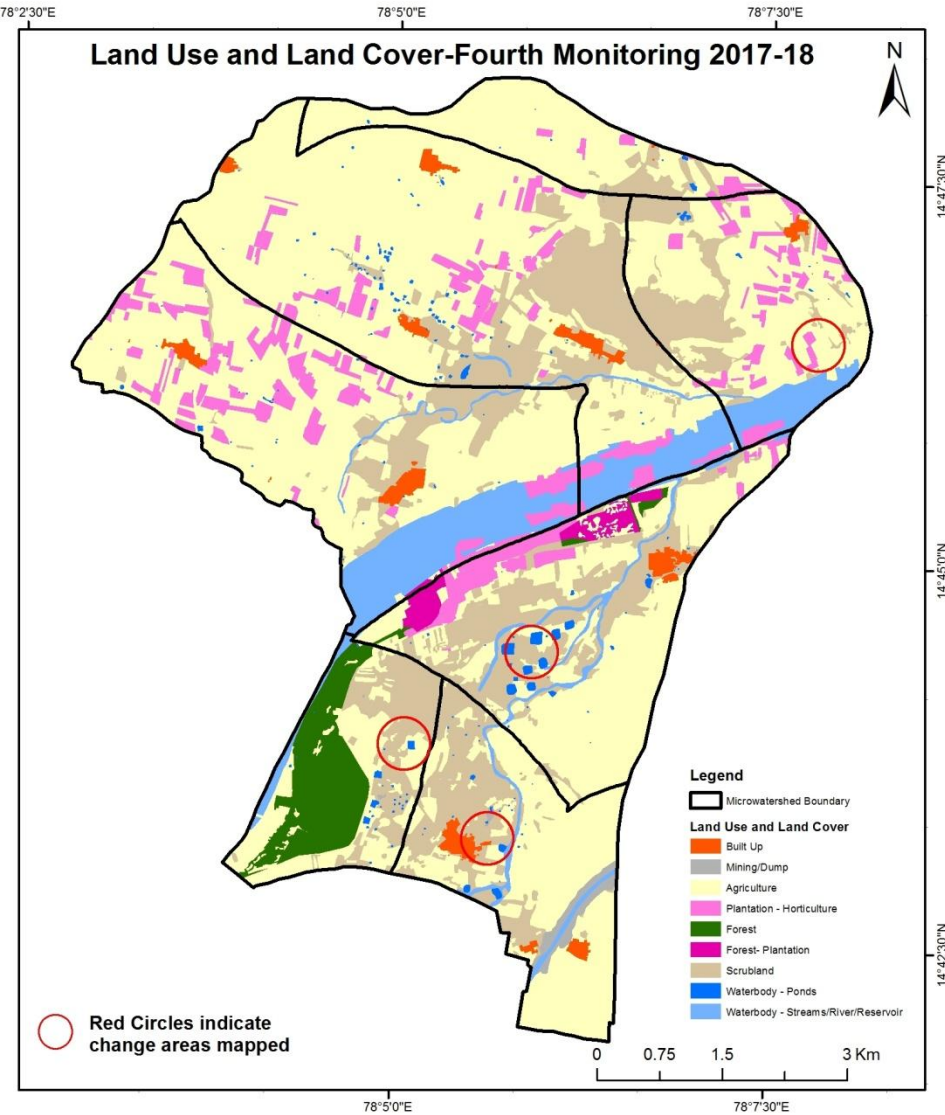 78°2'30"E
78°5'0"E
78°7'30"E
Land Use and Land Cover-Fourth Monitoring 2017-18
N
14°47'30"N
14°45'0"N
14°42'30"N
Legend
Microwatershed Boundary
Land Use and Land Cover
Built Up
Mining/Dump
Agriculture
Plantation - Horticulture
Forest
Forest- Plantation
Scrubland
Waterbody - Ponds
Waterbody - Streams/River/Reservoir
Red Circles indicate
change areas mapped
0 0.75 1.5 3 Km
78°5'0"E
78°7'30"E